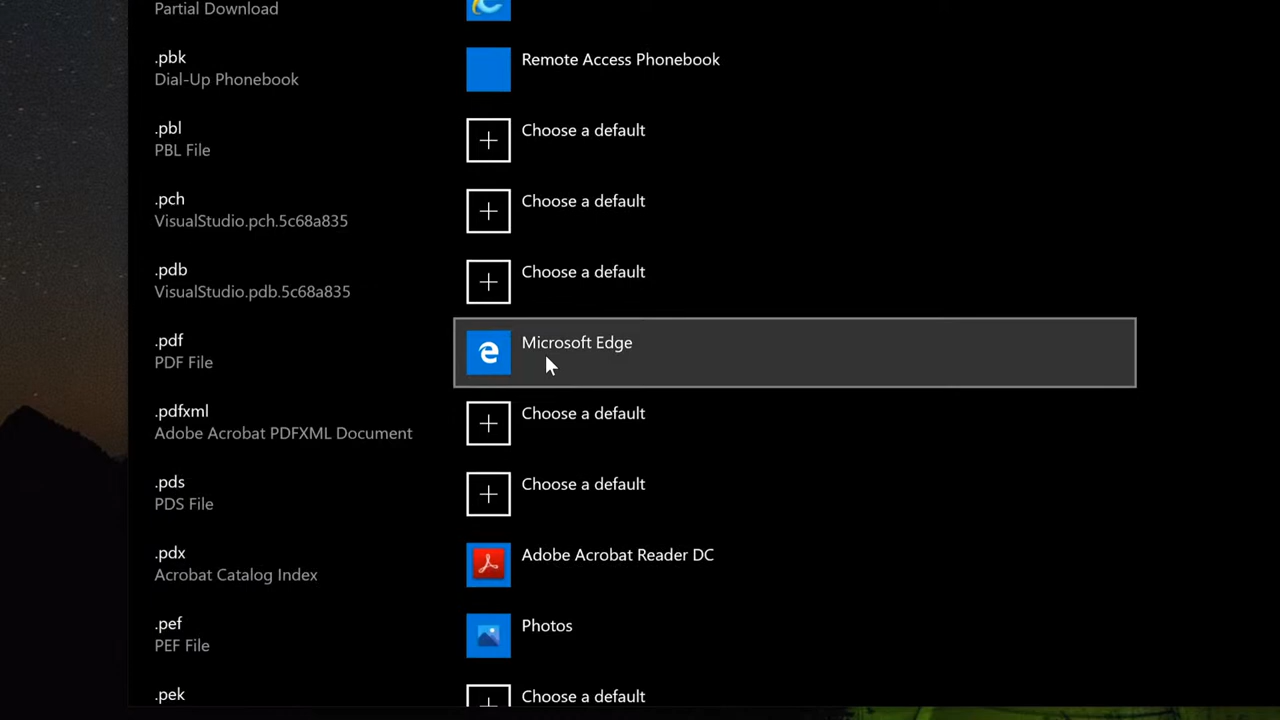 Partial Download
.pbk
Remote Access Phonebook
Dial-Up Phonebook
.pbl
Choose a default
PBL File
.pch
Choose a default
VisualStudio.pch.5c68a835
.pdb
Choose a default
VisualStudio.pdb.5c68a835
.pdf
Microsoft Edge
PDF File
.pdfxml
Choose a default
Adobe Acrobat PDFXML Document
.pds
Choose a default
PDS File
.pdx
Adobe Acrobat Reader DC
Acrobat Catalog Index
.pef
Photos
PEF File
.pek
Choose a default